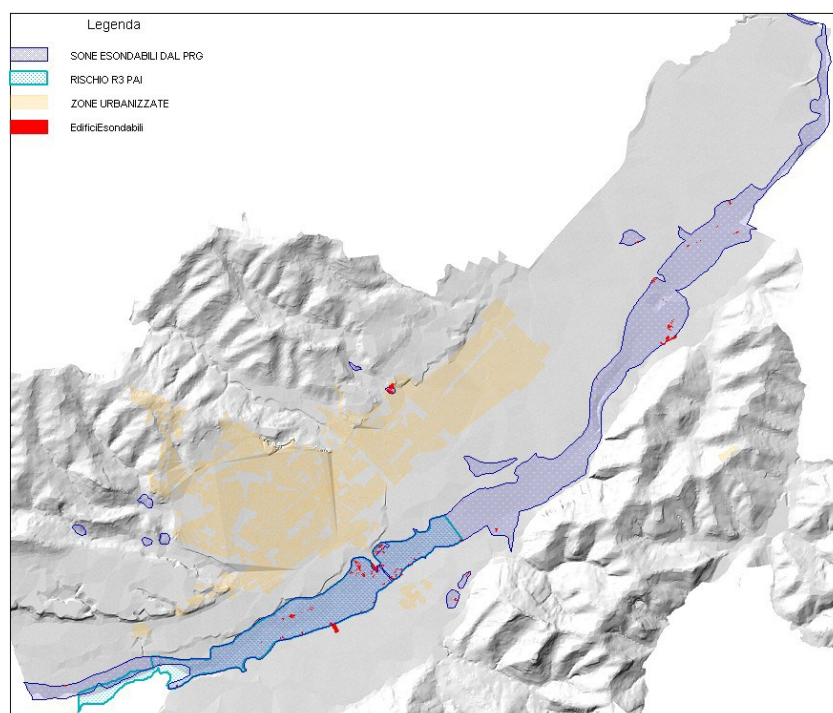 Legenda
SONE ESONDABILI DAL PRG
RISCHIO R3 PAI
ZONE URBANIZZATE
EdificiEsondabili